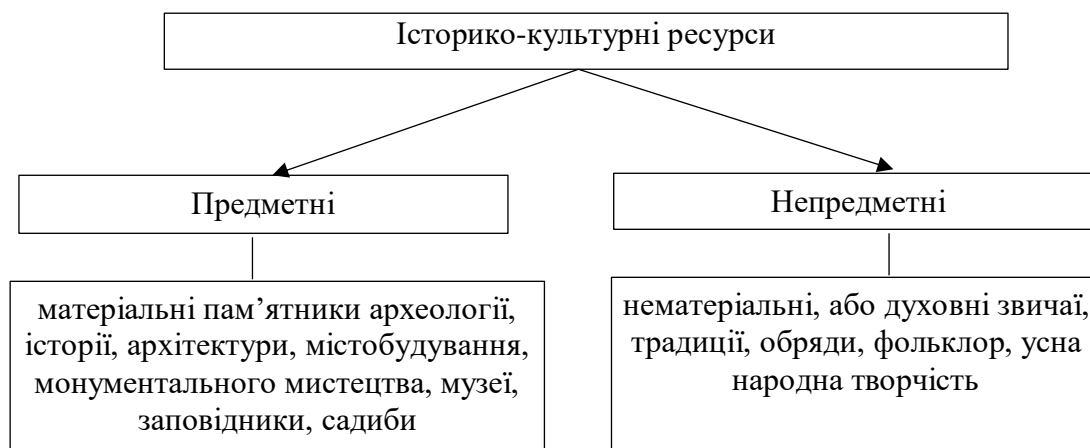 Історико-культурні ресурси
Предметні
Непредметні
матеріальні пам’ятники археології,
історії, архітектури, містобудування,
монументального мистецтва, музеї,
заповідники, садиби
нематеріальні, або духовні звичаї,
традиції, обряди, фольклор, усна
народна творчість